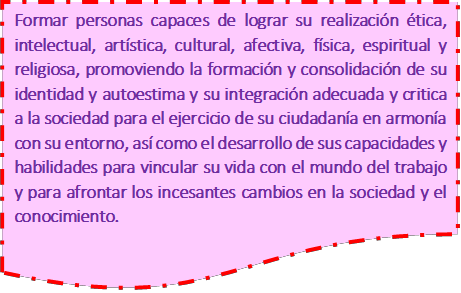 Formar personas capaces de lograr su realización ética,
intelectual, artística, cultural, afectiva, física, espiritual y
religiosa, promoviendo la formación y consolidación de su
identidad y autoestima y su integración adecuada y critica
a la sociedad para el ejercicio de su ciudadanía en armonía
con su entorno, así como el desarrollo de sus capacidades y
habilidades para vincular su vida con el mundo del trabajo
y para afrontar los incesantes cambios en la sociedad y el
conocimiento.